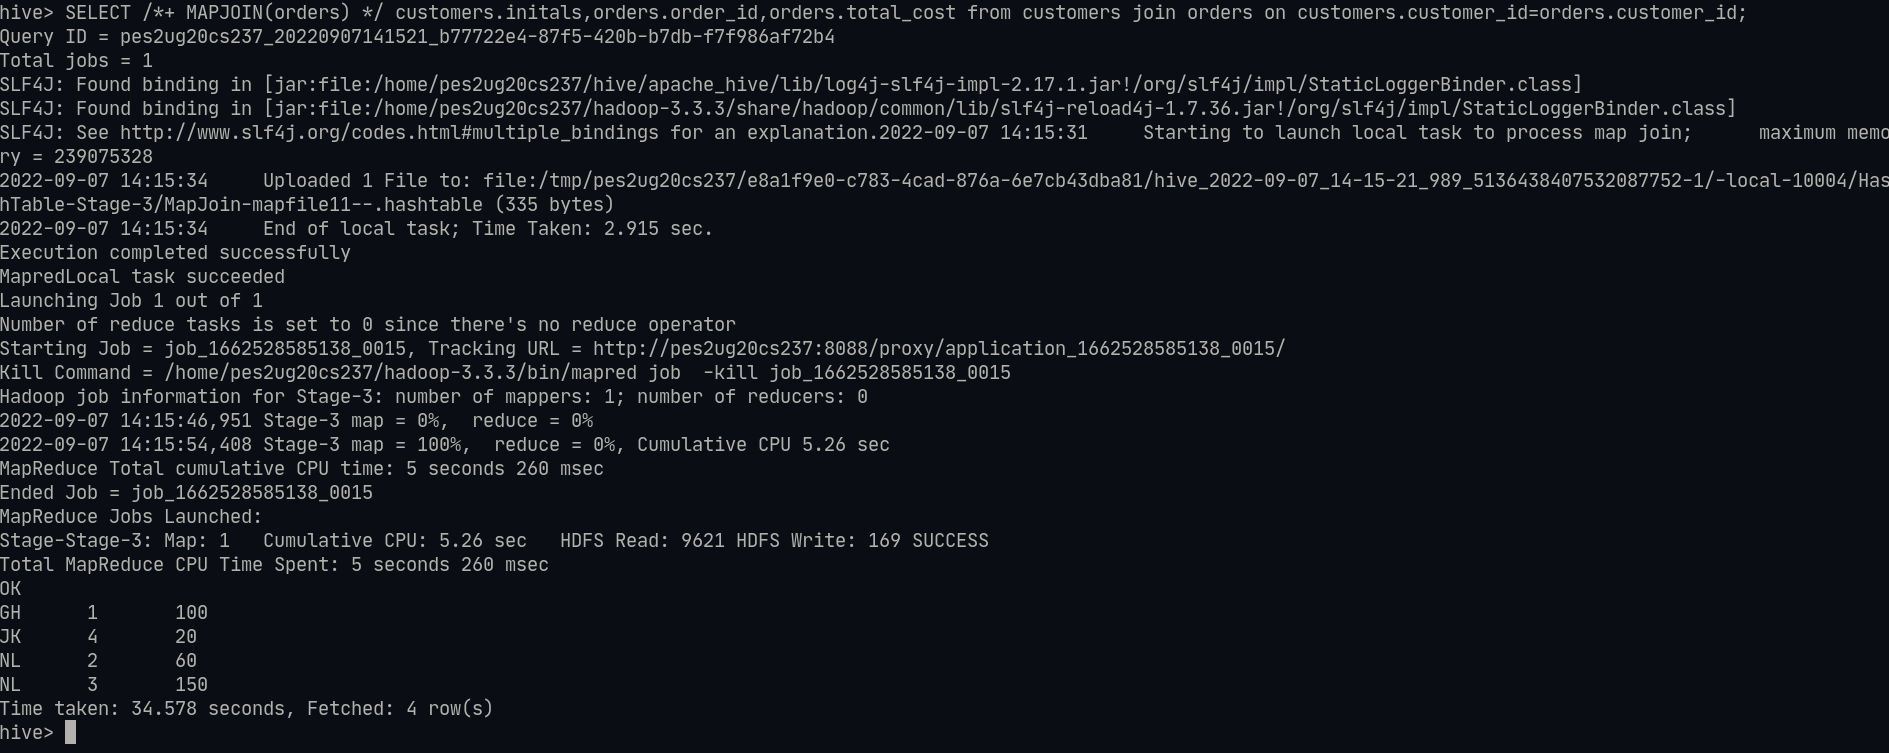 hive> SELECT /*+ MAPJOIN(orders) */ customers.initals,orders.order_id,orders.total_cost from customers join orders on customers.customer_id=orders.customer_id;
Query ID = pes2ug20cs237_20220907141521_b77722e4-87f5-420b-b7db-f7f986af72b4
Total jobs = 1
SLF4J: Found binding in [jar:file:/home/pes2ug20cs237/hive/apache_hive/lib/log4j-slf4j-impl-2.17.1.jar!/org/slf4j/impl/StaticLoggerBinder.class]
SLF4J: Found binding in [jar:file:/home/pes2ug20cs237/hadoop-3.3.3/share/hadoop/common/lib/slf4j-reload4j-1.7.36.jar!/org/slf4j/impl/StaticLoggerBinder.class]
SLF4J: See http://www.slf4j.org/codes.html#multiple_bindings for an explanation.2022-09-07 14:15:31     Starting to launch local task to process map join;      maximum memo
ry = 239075328
2022-09-07 14:15:34     Uploaded 1 File to: file:/tmp/pes2ug20cs237/e8a1f9e0-c783-4cad-876a-6e7cb43dba81/hive_2022-09-07_14-15-21_989_5136438407532087752-1/-local-10004/Has
hTable-Stage-3/MapJoin-mapfile11--.hashtable (335 bytes)
2022-09-07 14:15:34     End of local task; Time Taken: 2.915 sec.
Execution completed successfully
MapredLocal task succeeded
Launching Job 1 out of 1
Number of reduce tasks is set to 0 since there's no reduce operator
Starting Job = job_1662528585138_0015, Tracking URL = http://pes2ug20cs237:8088/proxy/application_1662528585138_0015/
Kill Command = /home/pes2ug20cs237/hadoop-3.3.3/bin/mapred job  -kill job_1662528585138_0015
Hadoop job information for Stage-3: number of mappers: 1; number of reducers: 0
2022-09-07 14:15:46,951 Stage-3 map = 0%,  reduce = 0%
2022-09-07 14:15:54,408 Stage-3 map = 100%,  reduce = 0%, Cumulative CPU 5.26 sec
MapReduce Total cumulative CPU time: 5 seconds 260 msec
Ended Job = job_1662528585138_0015
MapReduce Jobs Launched:
Stage-Stage-3: Map: 1   Cumulative CPU: 5.26 sec   HDFS Read: 9621 HDFS Write: 169 SUCCESS
Total MapReduce CPU Time Spent: 5 seconds 260 msec
OK
GH      1       100
JK      4       20
NL      2       60
NL      3       150
Time taken: 34.578 seconds, Fetched: 4 row(s)
hive>